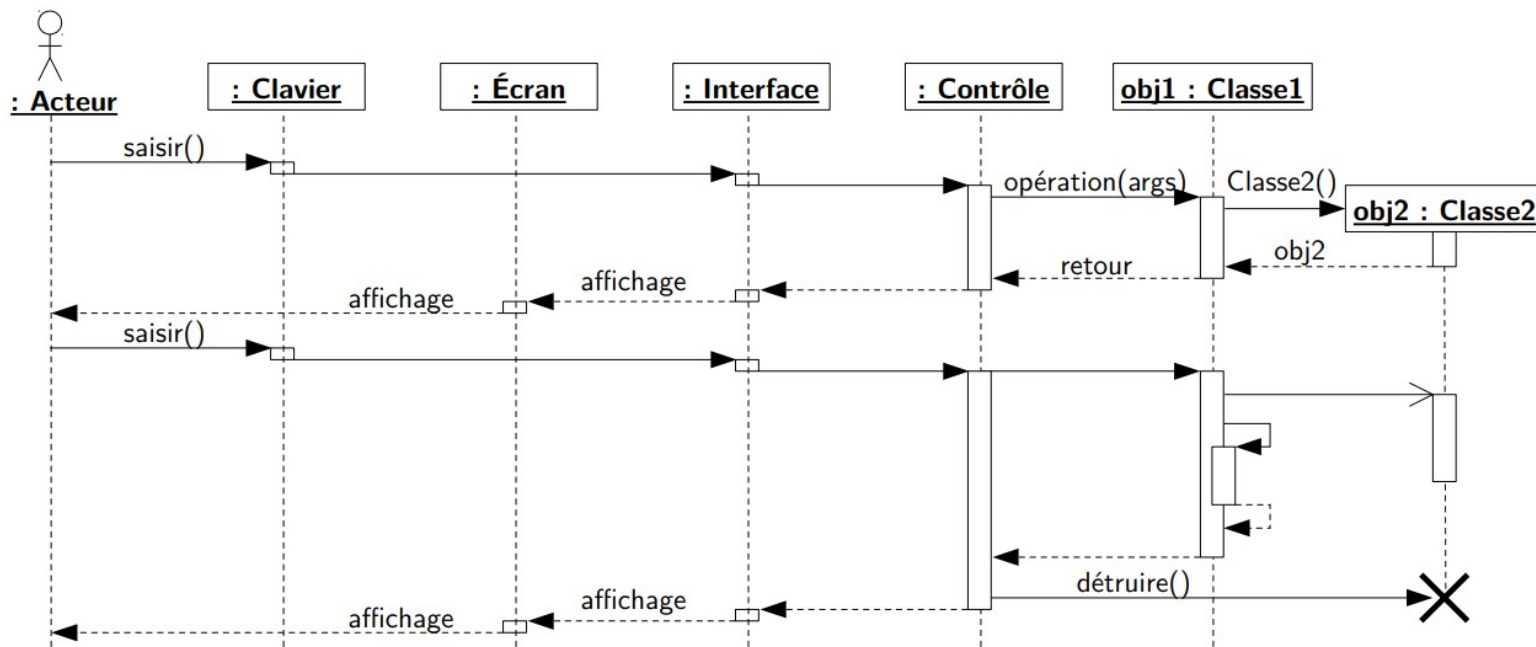 : Acteur
: Clavier
: Écran
: Interface
: Contrôle
obj1 : Classe1
saisir()
opération(args)
Classe2()
obj2 : Classe2
obj2
retour
affichage
affichage
saisir()
détruire()
affichage
affichage